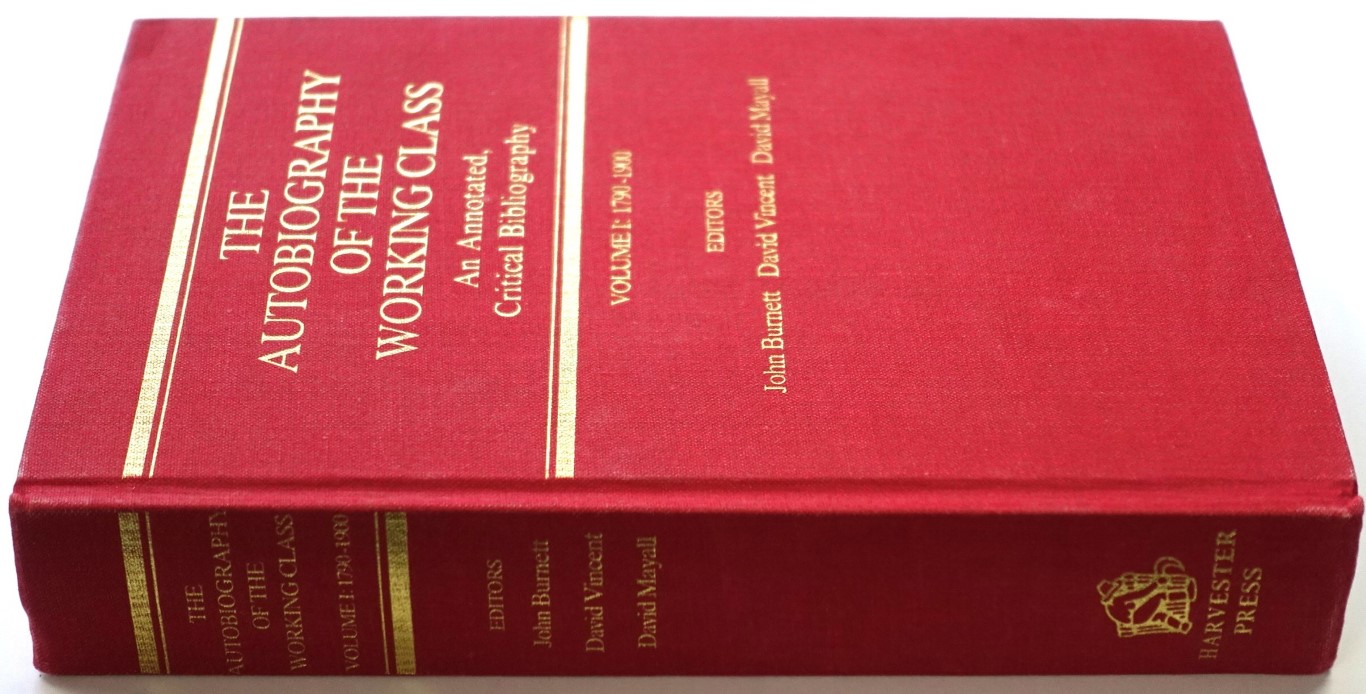 THE
AUTOBIOGRAPHY
OF THE
WORKING CLASS
An Annotated,
Critical Bibliography
VOLUME I: 1790-1900
EDITORS
John Burnett David Vincent David Mayall
THE
AUTOBIOGRAPHY
OF THE
WORKING CLASS
VOLUME I: 1790-1900
EDITORS
John Burnett
David Vincent
David Mayall
HARVESTER
PRESS